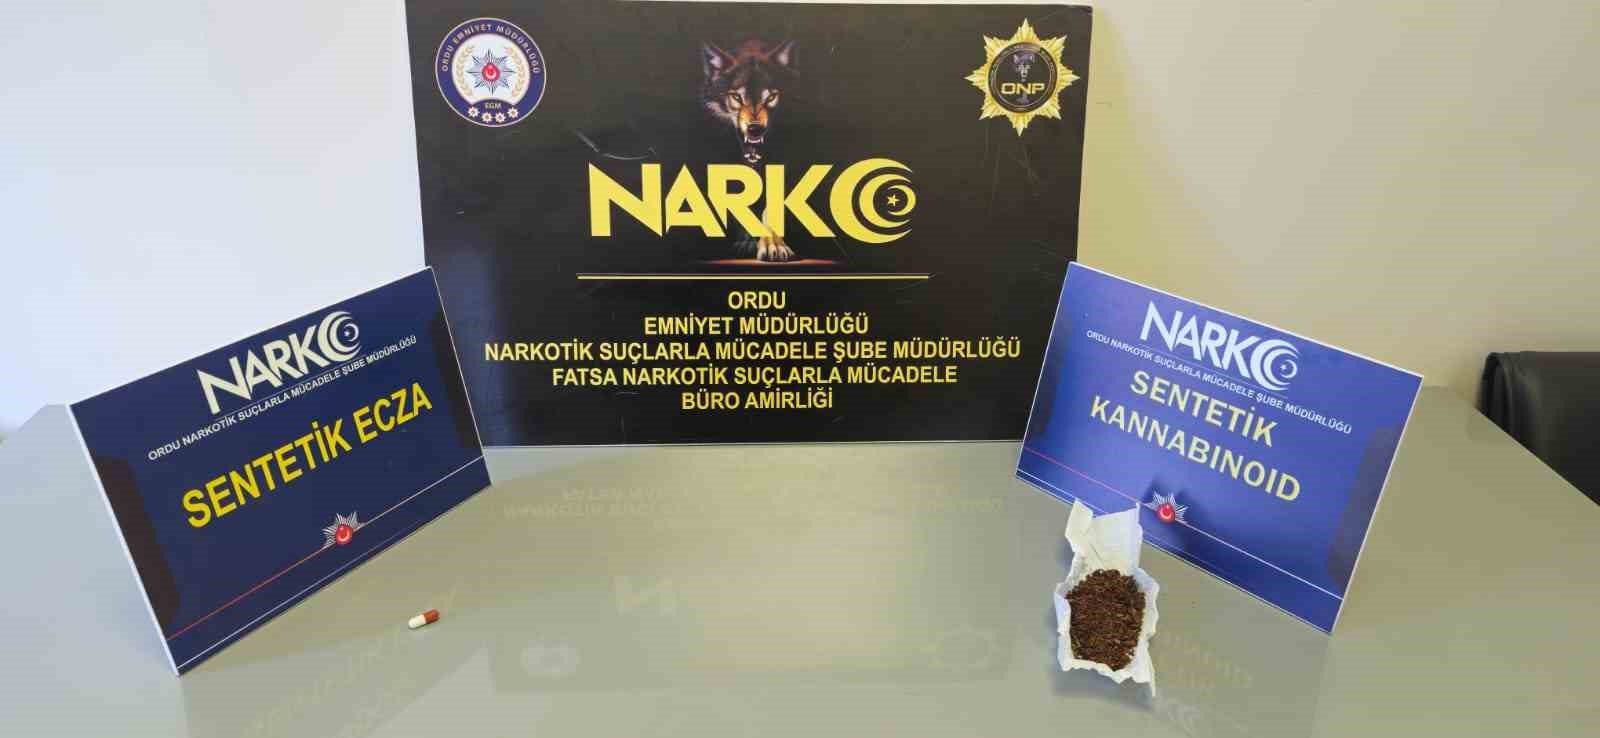 ORDU EMNİYET MÜDÜRLÜĞÜ
EGM
ONP
NARKO
ORDU
EMNİYET MÜDÜRLÜĞÜ
NARKOTİK SUÇLARLA MÜCADELE ŞUBE MÜDÜRLÜĞÜ
FATSA NARKOTİK SUÇLARLA MÜCADELE
BÜRO AMİRLİĞİ
NARKO
ORDU NARKOTİK SUÇLARLA MÜCADELE ŞUBE MÜDÜRLÜĞÜ
SENTETİK ECZA
NARKO
ORDU NARKOTİK SUÇLARLA MÜCADELE ŞUBE MÜDÜRLÜĞÜ
SENTETİK
KANNABINOID